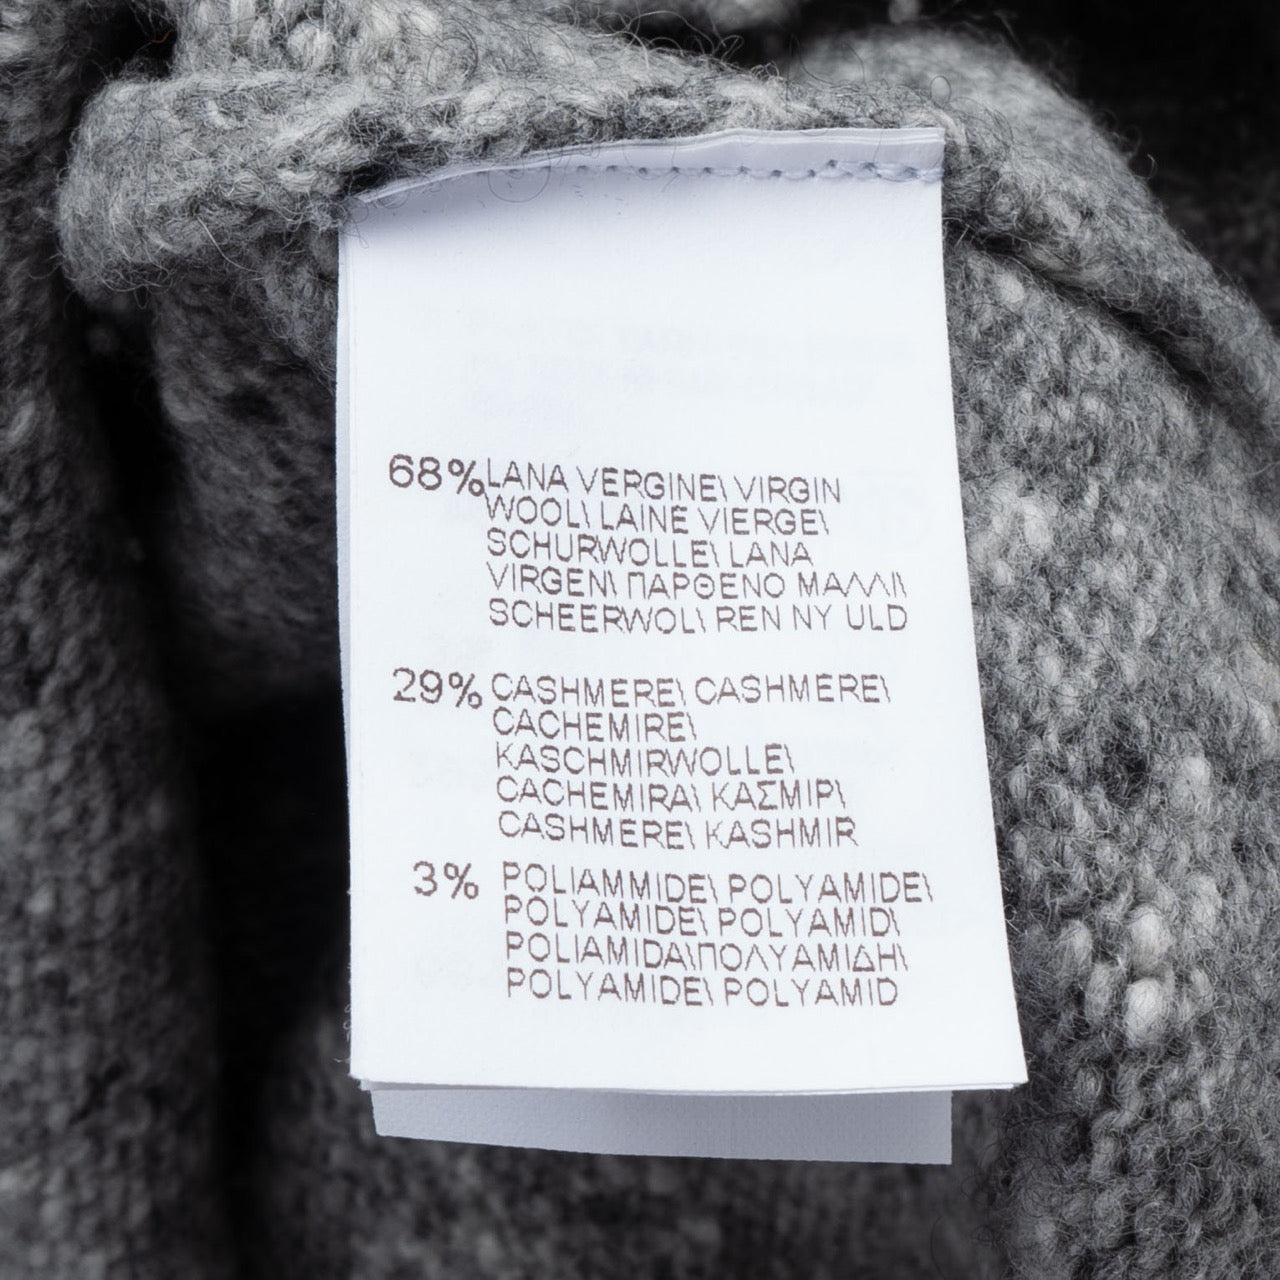 68% LANA VERGINE\ VIRGIN
WOOL\ LAINE VIERGE\
SCHURWOLLE\ LANA
VIRGEN\ ΠΑΡΘΕΝΟ ΜΑΛΛΙ\
SCHEERWOL\ REN NY ULD
29% CASHMERE\ CASHMERE\
CACHEMIRE\
KASCHMIRWOLLE\
CACHEMIRA\ ΚΑΣΜΙΡ\
CASHMERE\ KASHMIR
3% POLIAMMIDE\ POLYAMIDE\
POLYAMIDE\ POLYAMID\
POLIAMIDA\ΠΟΛΥΑΜΙΔΗ\
POLYAMIDE\ POLYAMID